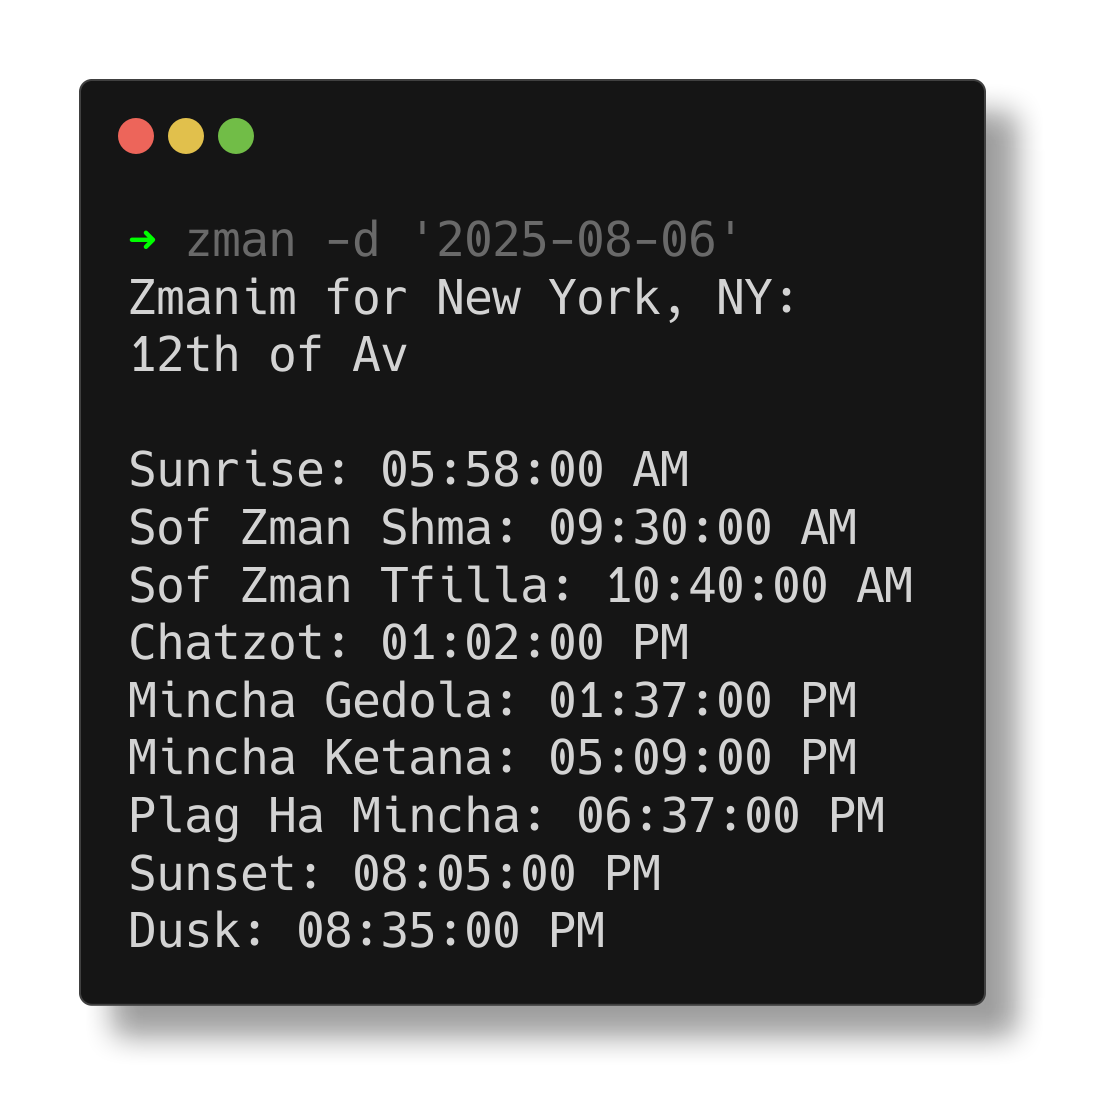 ➜ zman -d '2025-08-06'
Zmanim for New York, NY:
12th of Av
Sunrise: 05:58:00 AM
Sof Zman Shma: 09:30:00 AM
Sof Zman Tfilla: 10:40:00 AM
Chatzot: 01:02:00 PM
Mincha Gedola: 01:37:00 PM
Mincha Ketana: 05:09:00 PM
Plag Ha Mincha: 06:37:00 PM
Sunset: 08:05:00 PM
Dusk: 08:35:00 PM